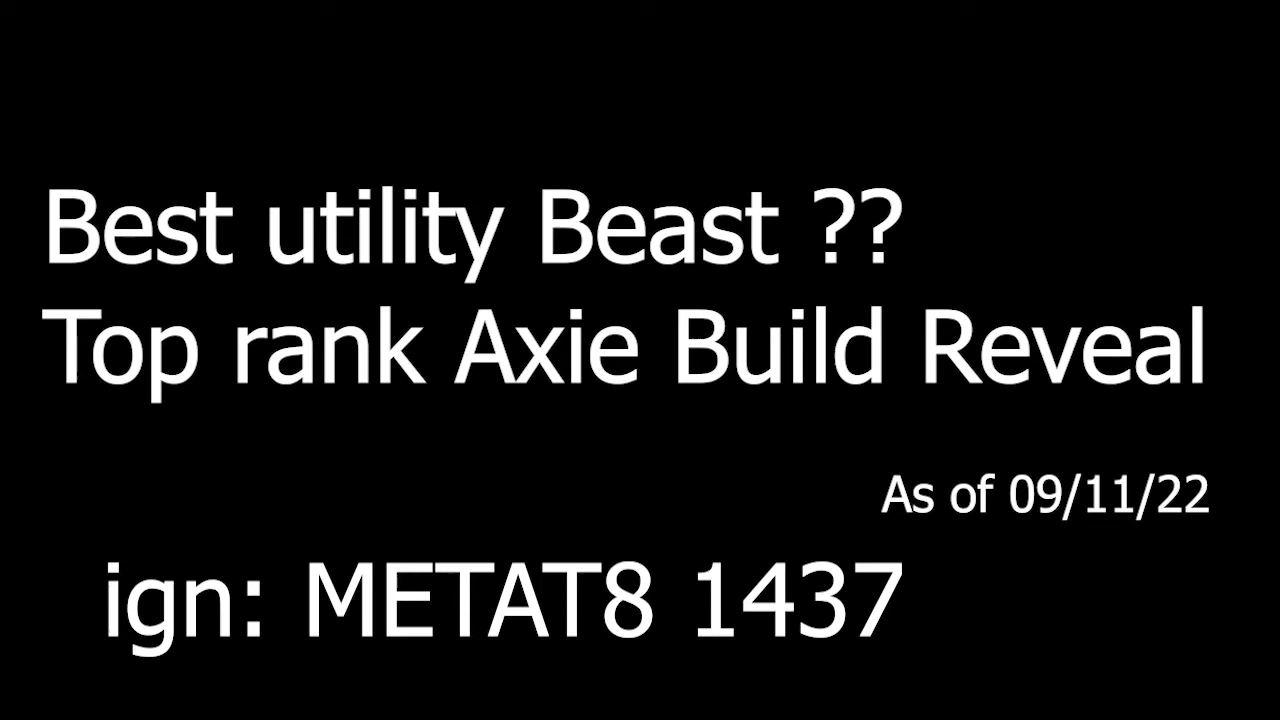 Best utility Beast ??
Top rank Axie Build Reveal
As of 09/11/22
ign: METAT8 1437